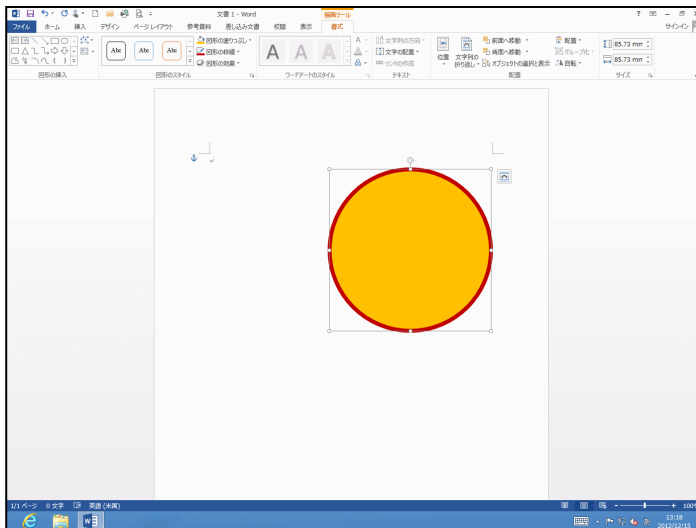 文書 1 - Word
描画ツール
ファイル ホーム 挿入 デザイン ページ レイアウト 参考資料 差し込み文書 校閲 表示 書式 サインイン
Abc Abc Abc
図形の塗りつぶし
図形の枠線
図形の効果
A A A
文字列の方向
文字の配置
リンクの作成
位置
文字列の
折り返し
前面へ移動
背面へ移動
オブジェクトの選択と表示
配置
グループ化
回転
85.73 mm
85.73 mm
図形の挿入 図形のスタイル ワードアートのスタイル テキスト 配置 サイズ
1/1 ページ 0 文字 英語 (米国) 100%
13:18
2012/12/15